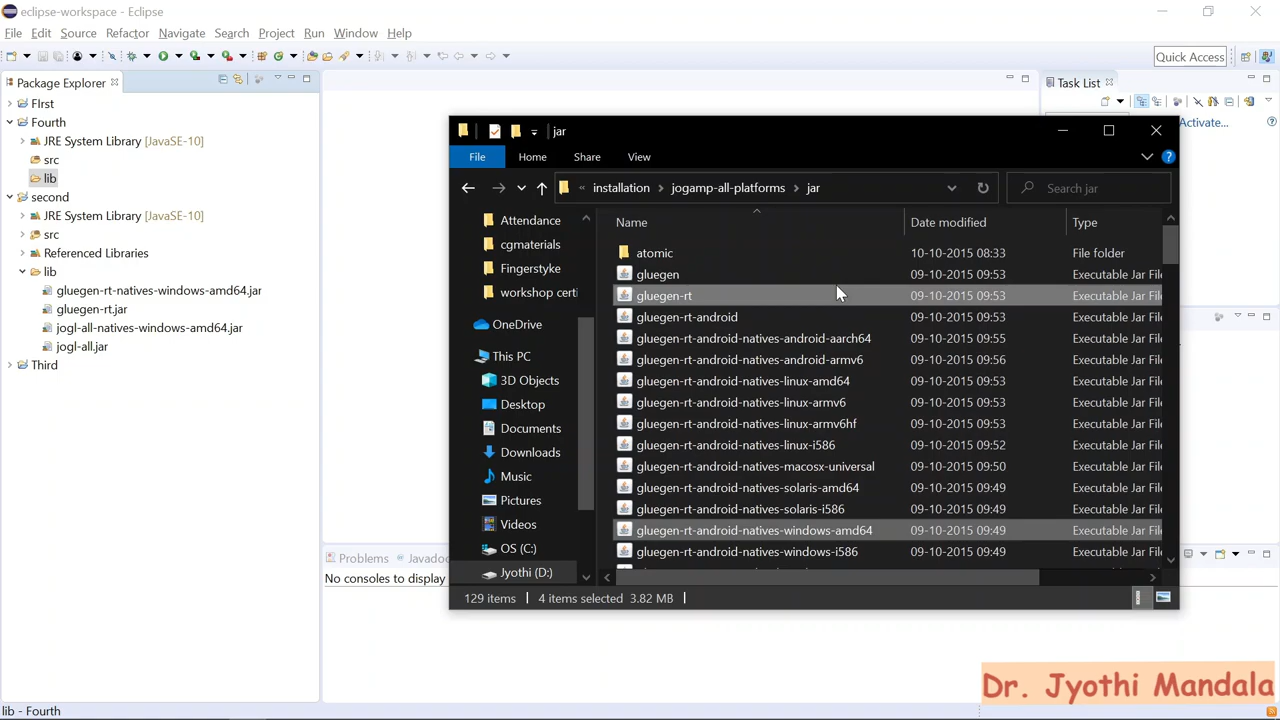 eclipse-workspace - Eclipse
File Edit Source Refactor Navigate Search Project Run Window Help
Quick Access
Package Explorer
FIrst
Fourth
JRE System Library [JavaSE-10]
src
lib
second
JRE System Library [JavaSE-10]
src
Referenced Libraries
lib
gluegen-rt-natives-windows-amd64.jar
gluegen-rt.jar
jogl-all-natives-windows-amd64.jar
jogl-all.jar
Third
Task List
Activate...
jar
File Home Share View
« installation > jogamp-all-platforms > jar
Search jar
Attendance
cgmaterials
Fingerstyke
workshop certi
OneDrive
This PC
3D Objects
Desktop
Documents
Downloads
Music
Pictures
Videos
OS (C:)
Jyothi (D:)
Name Date modified Type
atomic 10-10-2015 08:33 File folder
gluegen 09-10-2015 09:53 Executable Jar File
gluegen-rt 09-10-2015 09:53 Executable Jar File
gluegen-rt-android 09-10-2015 09:53 Executable Jar File
gluegen-rt-android-natives-android-aarch64 09-10-2015 09:55 Executable Jar File
gluegen-rt-android-natives-android-armv6 09-10-2015 09:56 Executable Jar File
gluegen-rt-android-natives-linux-amd64 09-10-2015 09:53 Executable Jar File
gluegen-rt-android-natives-linux-armv6 09-10-2015 09:53 Executable Jar File
gluegen-rt-android-natives-linux-armv6hf 09-10-2015 09:53 Executable Jar File
gluegen-rt-android-natives-linux-i586 09-10-2015 09:52 Executable Jar File
gluegen-rt-android-natives-macosx-universal 09-10-2015 09:50 Executable Jar File
gluegen-rt-android-natives-solaris-amd64 09-10-2015 09:49 Executable Jar File
gluegen-rt-android-natives-solaris-i586 09-10-2015 09:49 Executable Jar File
gluegen-rt-android-natives-windows-amd64 09-10-2015 09:49 Executable Jar File
gluegen-rt-android-natives-windows-i586 09-10-2015 09:49 Executable Jar File
129 items 4 items selected 3.82 MB
Problems Javadoc
No consoles to display
Dr. Jyothi Mandala
lib - Fourth